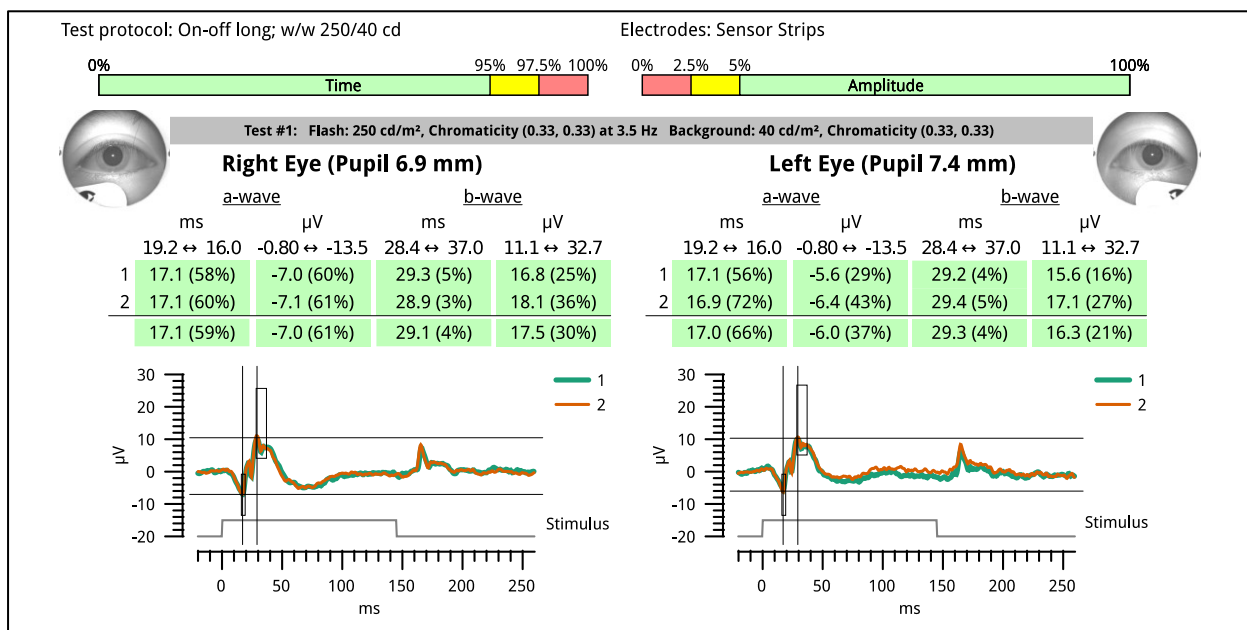 Test protocol: On-off long; w/w 250/40 cd
Electrodes: Sensor Strips
0% 95% 97.5% 100%
Time
0% 2.5% 5% 100%
Amplitude
Test #1: Flash: 250 cd/m², Chromaticity (0.33, 0.33) at 3.5 Hz Background: 40 cd/m², Chromaticity (0.33, 0.33)
Right Eye (Pupil 6.9 mm)
a-wave b-wave
ms µV ms µV
19.2 ↔ 16.0 -0.80 ↔ -13.5 28.4 ↔ 37.0 11.1 ↔ 32.7
1 17.1 (58%) -7.0 (60%) 29.3 (5%) 16.8 (25%)
2 17.1 (60%) -7.1 (61%) 28.9 (3%) 18.1 (36%)
17.1 (59%) -7.0 (61%) 29.1 (4%) 17.5 (30%)
30
20
10
0
-10
-20
µV
1
2
Stimulus
0 50 100 150 200 250
ms
Left Eye (Pupil 7.4 mm)
a-wave b-wave
ms µV ms µV
19.2 ↔ 16.0 -0.80 ↔ -13.5 28.4 ↔ 37.0 11.1 ↔ 32.7
1 17.1 (56%) -5.6 (29%) 29.2 (4%) 15.6 (16%)
2 16.9 (72%) -6.4 (43%) 29.4 (5%) 17.1 (27%)
17.0 (66%) -6.0 (37%) 29.3 (4%) 16.3 (21%)
30
20
10
0
-10
-20
µV
1
2
Stimulus
0 50 100 150 200 250
ms